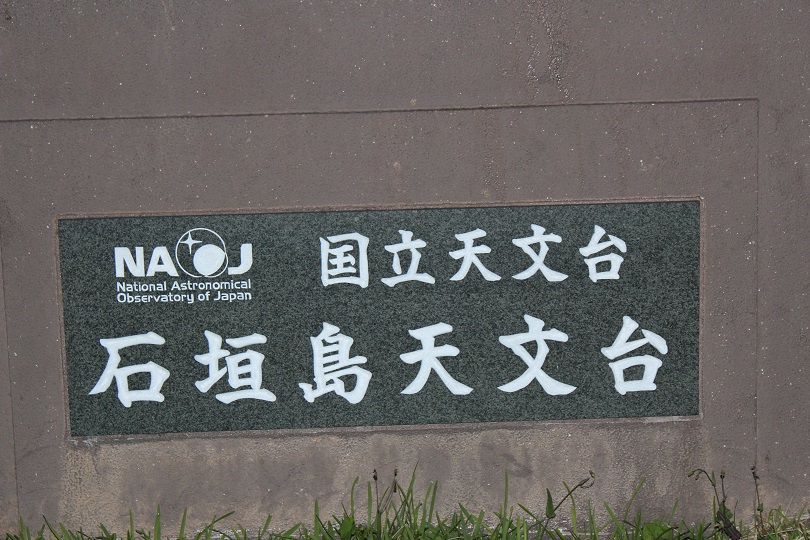 NAOJ
National Astronomical
Observatory of Japan
国立天文台
石垣島天文台